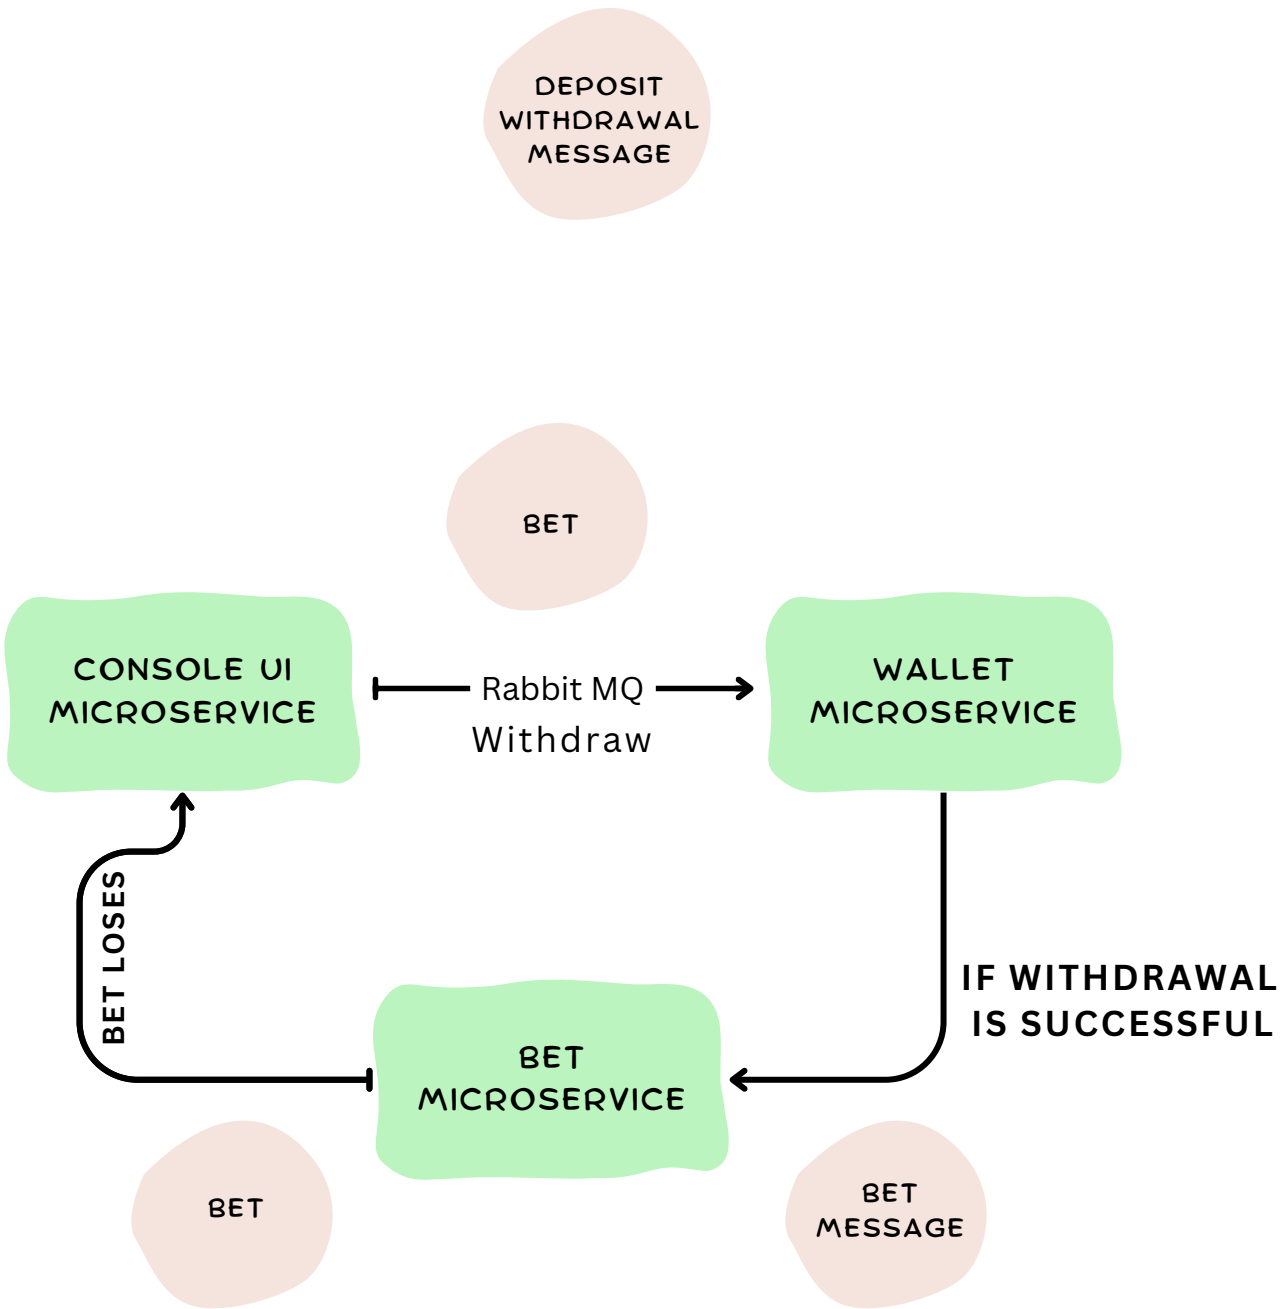 DEPOSIT
WITHDRAWAL
MESSAGE
BET
CONSOLE UI
MICROSERVICE
Rabbit MQ
Withdraw
WALLET
MICROSERVICE
BET LOSES
IF WITHDRAWAL
IS SUCCESSFUL
BET
MICROSERVICE
BET
BET
MESSAGE